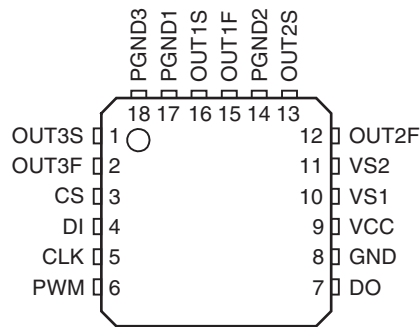 PGND3
PGND1
OUT1S
OUT1F
PGND2
OUT2S
18 17 16 15 14 13
OUT3S 1 12 OUT2F
OUT3F 2 11 VS2
CS 3 10 VS1
DI 4 9 VCC
CLK 5 8 GND
PWM 6 7 DO